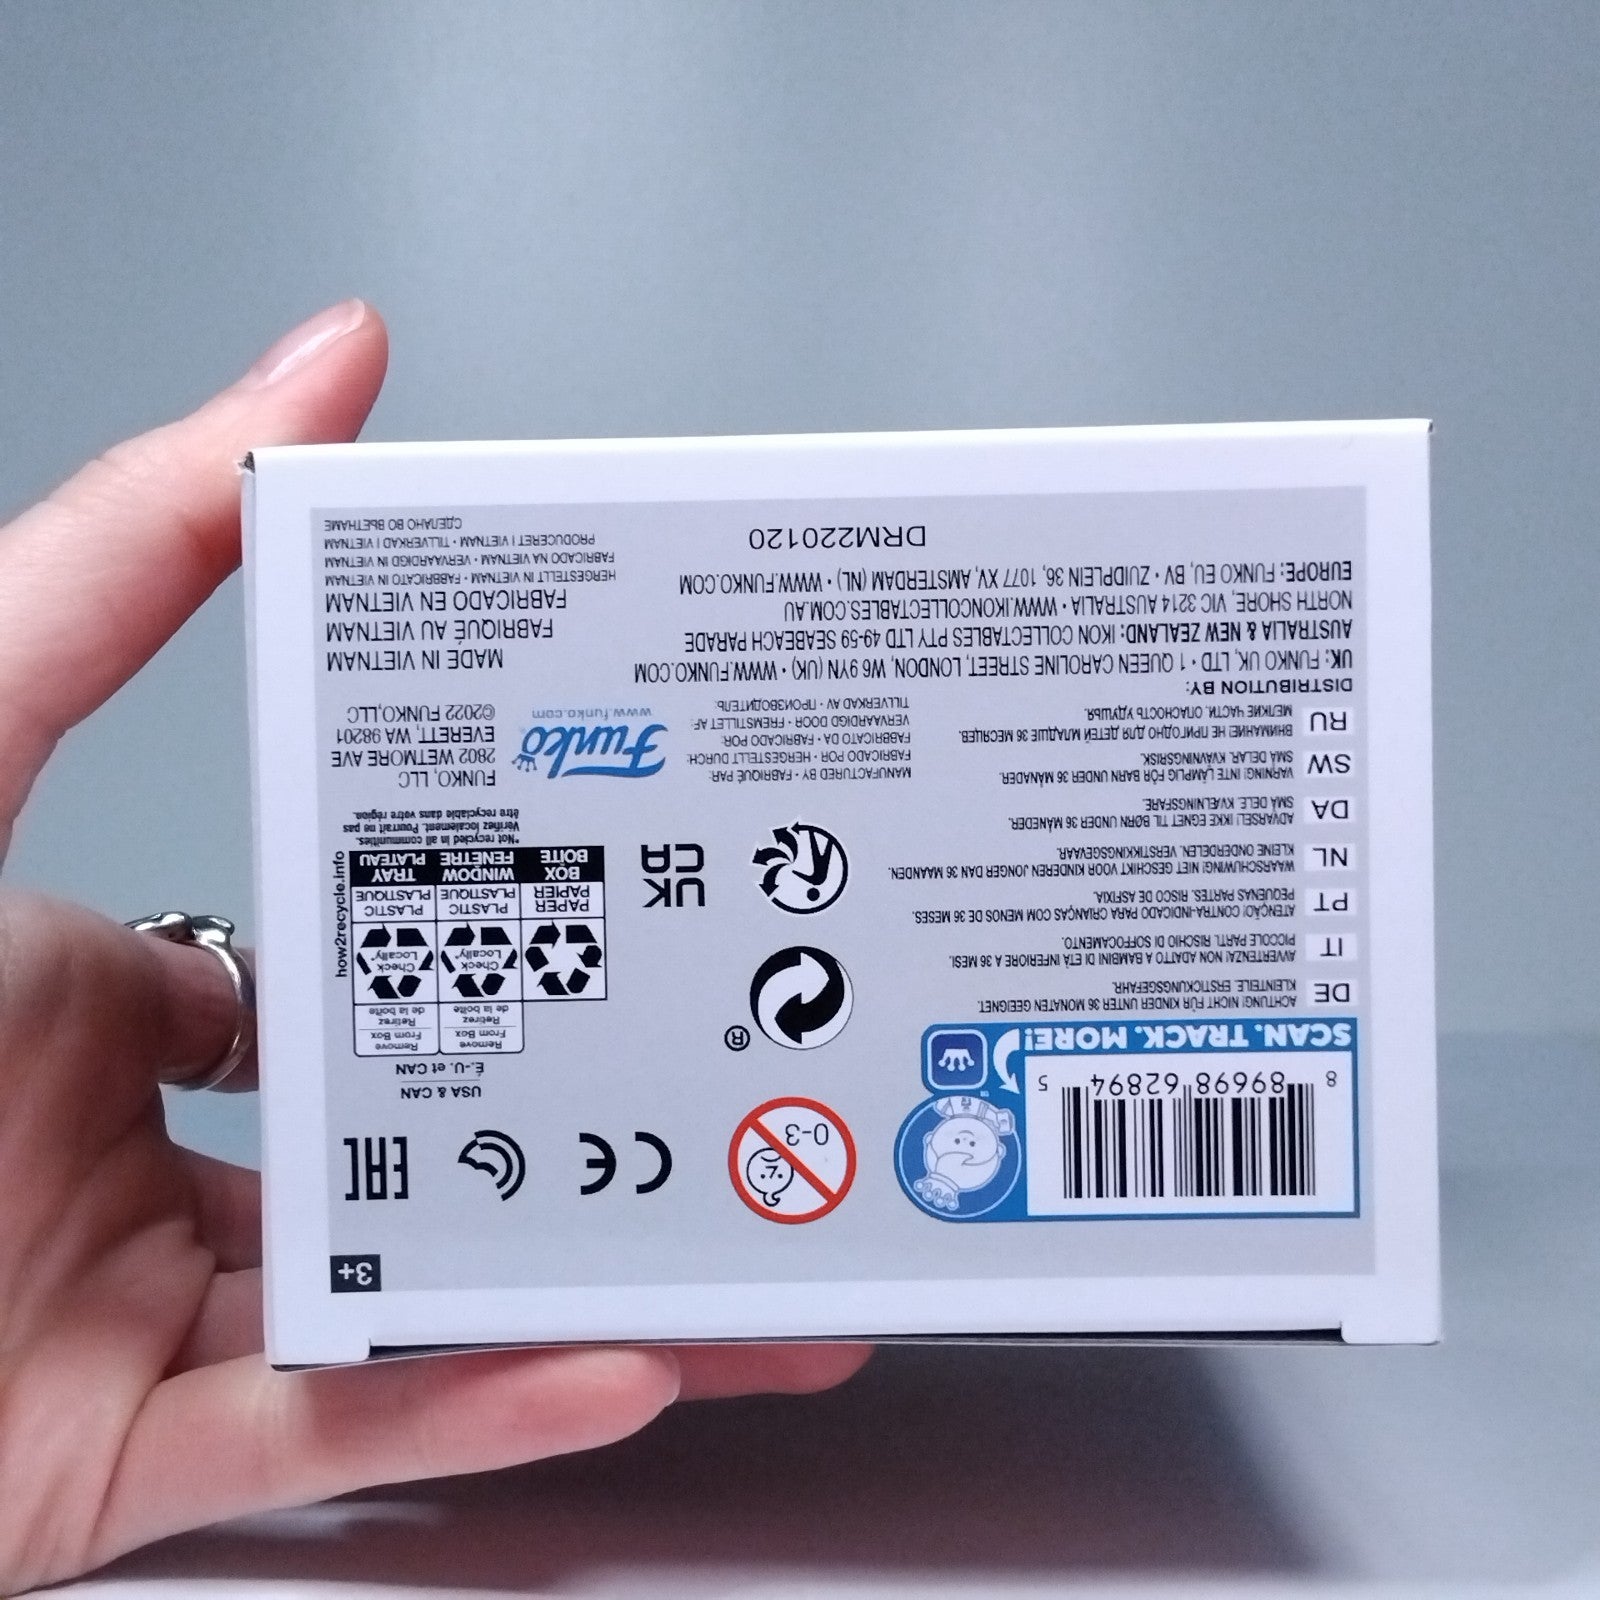 3+
8 89698 62894 5
SCAN. TRACK. MORE!
™
0-3
CE
EAC
USA & CAN
É.-U. et CAN
Remove
From Box
Retirez
de la boîte
Remove
From Box
Retirez
de la boîte
Check
Locally*
Check
Locally*
PAPER
PAPIER
BOX
BOÎTE
PLASTIC
PLASTIQUE
WINDOW
FENÊTRE
PLASTIC
PLASTIQUE
TRAY
PLATEAU
how2recycle.info
*Not recycled in all communities.
Vérifiez localement. Pourrait ne pas
être recyclable dans votre région.
®
UK
CA
DE
ACHTUNG! NICHT FÜR KINDER UNTER 36 MONATEN GEEIGNET.
KLEINTEILE. ERSTICKUNGSGEFAHR.
IT
AVVERTENZA! NON ADATTO A BAMBINI DI ETÀ INFERIORE A 36 MESI.
PICCOLE PARTI. RISCHIO DI SOFFOCAMENTO.
PT
ATENÇÃO! CONTRA-INDICADO PARA CRIANÇAS COM MENOS DE 36 MESES.
PEQUENAS PARTES. RISCO DE ASFIXIA.
NL
WAARSCHUWING! NIET GESCHIKT VOOR KINDEREN JONGER DAN 36 MAANDEN.
KLEINE ONDERDELEN. VERSTIKKINGSGEVAAR.
DA
ADVARSEL! IKKE EGNET TIL BØRN UNDER 36 MÅNEDER.
SMÅ DELE. KVÆLNINGSFARE.
SW
VARNING! INTE LÄMPLIG FÖR BARN UNDER 36 MÅNADER.
SMÅ DELAR. KVÄVNINGSRISK.
RU
ВНИМАНИЕ! НЕ ПРИГОДНО ДЛЯ ДЕТЕЙ МЛАДШЕ 36 МЕСЯЦЕВ.
МЕЛКИЕ ЧАСТИ. ОПАСНОСТЬ УДУШЬЯ.
MANUFACTURED BY • FABRIQUÉ PAR:
FABRICADO POR • HERGESTELLT DURCH:
FABBRICATO DA • FABRICADO POR:
VERVAARDIGD DOOR • FREMSTILLET AF:
TILLVERKAD AV • ПРОИЗВОДИТЕЛЬ:
Funko
www.funko.com
FUNKO, LLC
2802 WETMORE AVE
EVERETT, WA 98201
©2022 FUNKO,LLC
DISTRIBUTION BY:
UK: FUNKO UK, LTD • 1 QUEEN CAROLINE STREET, LONDON, W6 9YN (UK) • WWW.FUNKO.COM
AUSTRALIA & NEW ZEALAND: IKON COLLECTABLES PTY LTD 49-59 SEABEACH PARADE
NORTH SHORE, VIC 3214 AUSTRALIA • WWW.IKONCOLLECTABLES.COM.AU
EUROPE: FUNKO EU, BV • ZUIDPLEIN 36, 1077 XV, AMSTERDAM (NL) • WWW.FUNKO.COM
DRM220120
MADE IN VIETNAM
FABRIQUÉ AU VIETNAM
FABRICADO EN VIETNAM
HERGESTELLT IN VIETNAM • FABBRICATO IN VIETNAM
FABRICADO NA VIETNAM • VERVAARDIGD IN VIETNAM
PRODUCERET I VIETNAM • TILLVERKAD I VIETNAM
СДЕЛАНО ВО ВЬЕТНАМЕ